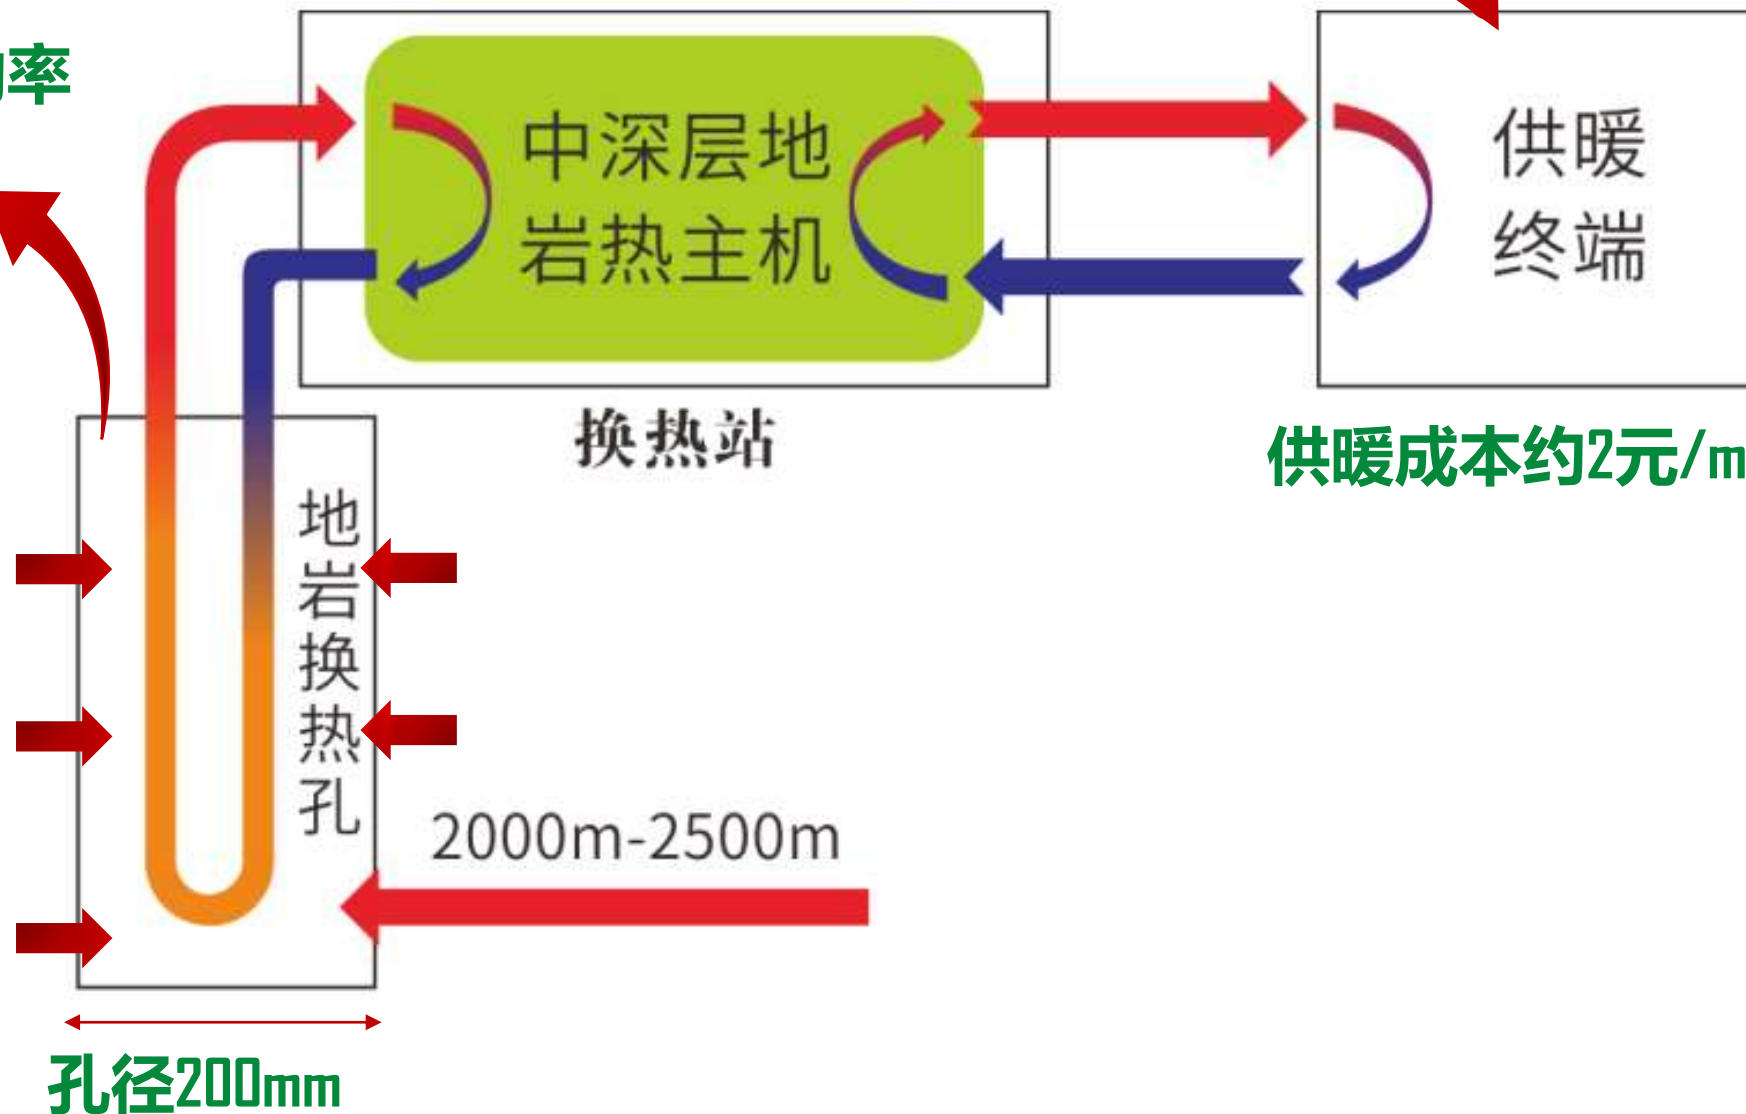 率
中深层地
岩热主机
供暖
终端
换热站
供暖成本约2元/m
地岩换热孔
2000m-2500m
孔径200mm